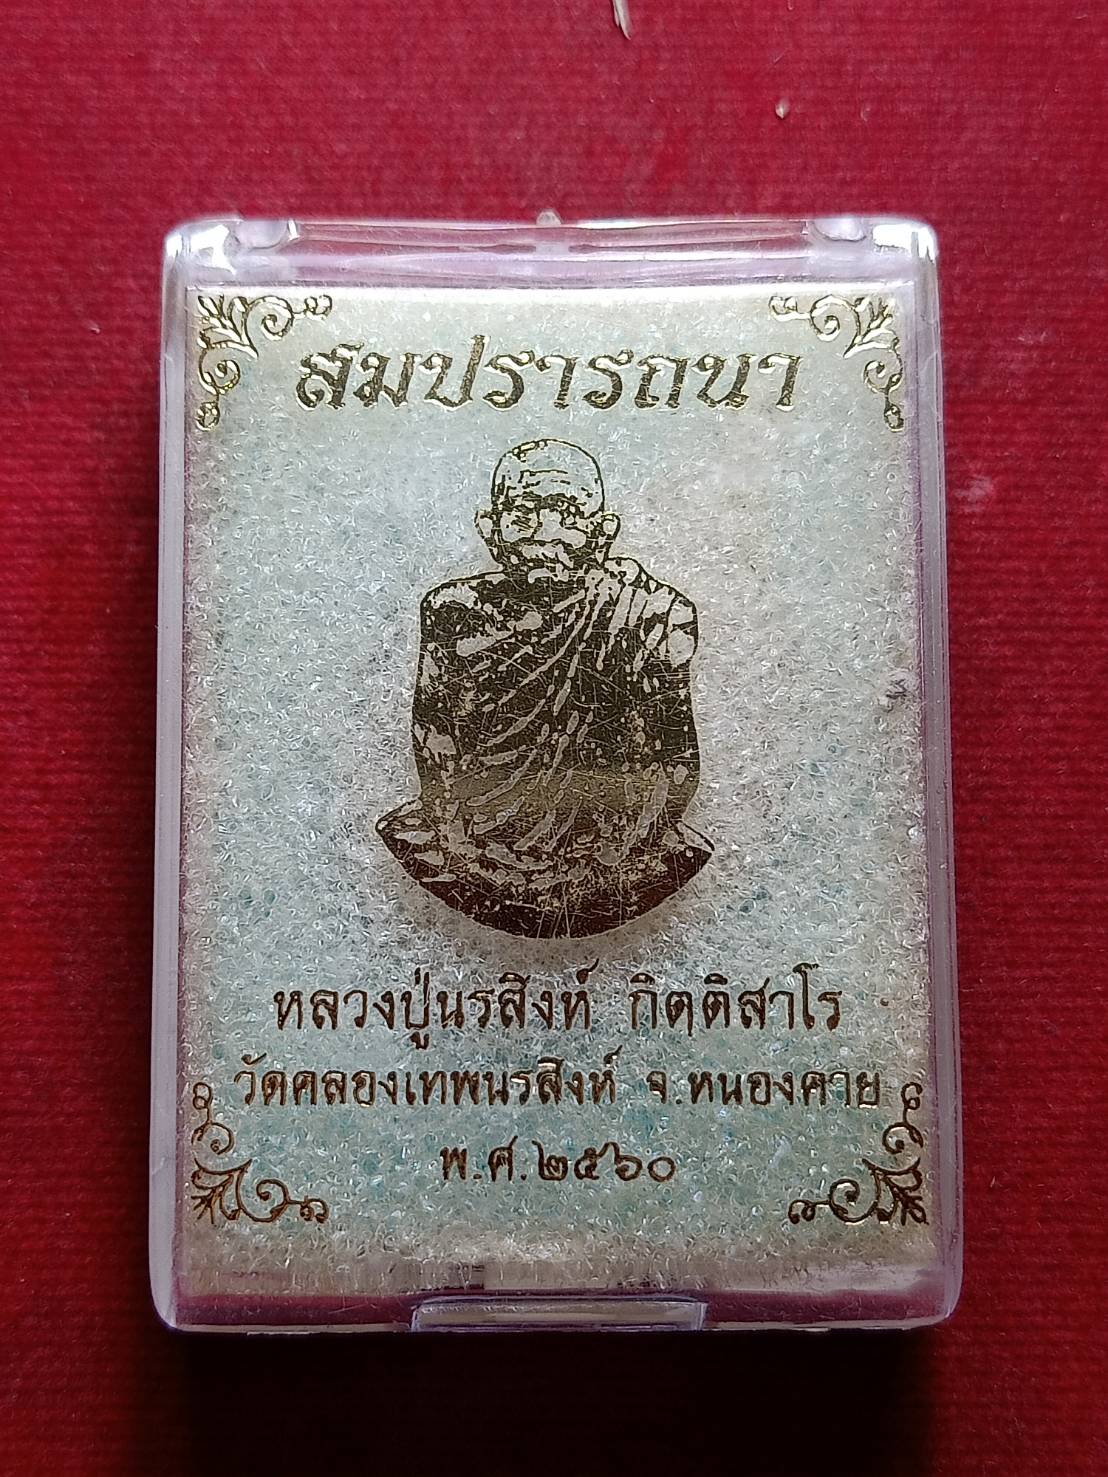 สมปรารถนา
หลวงปู่นรสิงห์ กิตฺติสาโร
วัดคลองเทพนรสิงห์ จ.หนองคาย
พ.ศ.๒๕๖๐